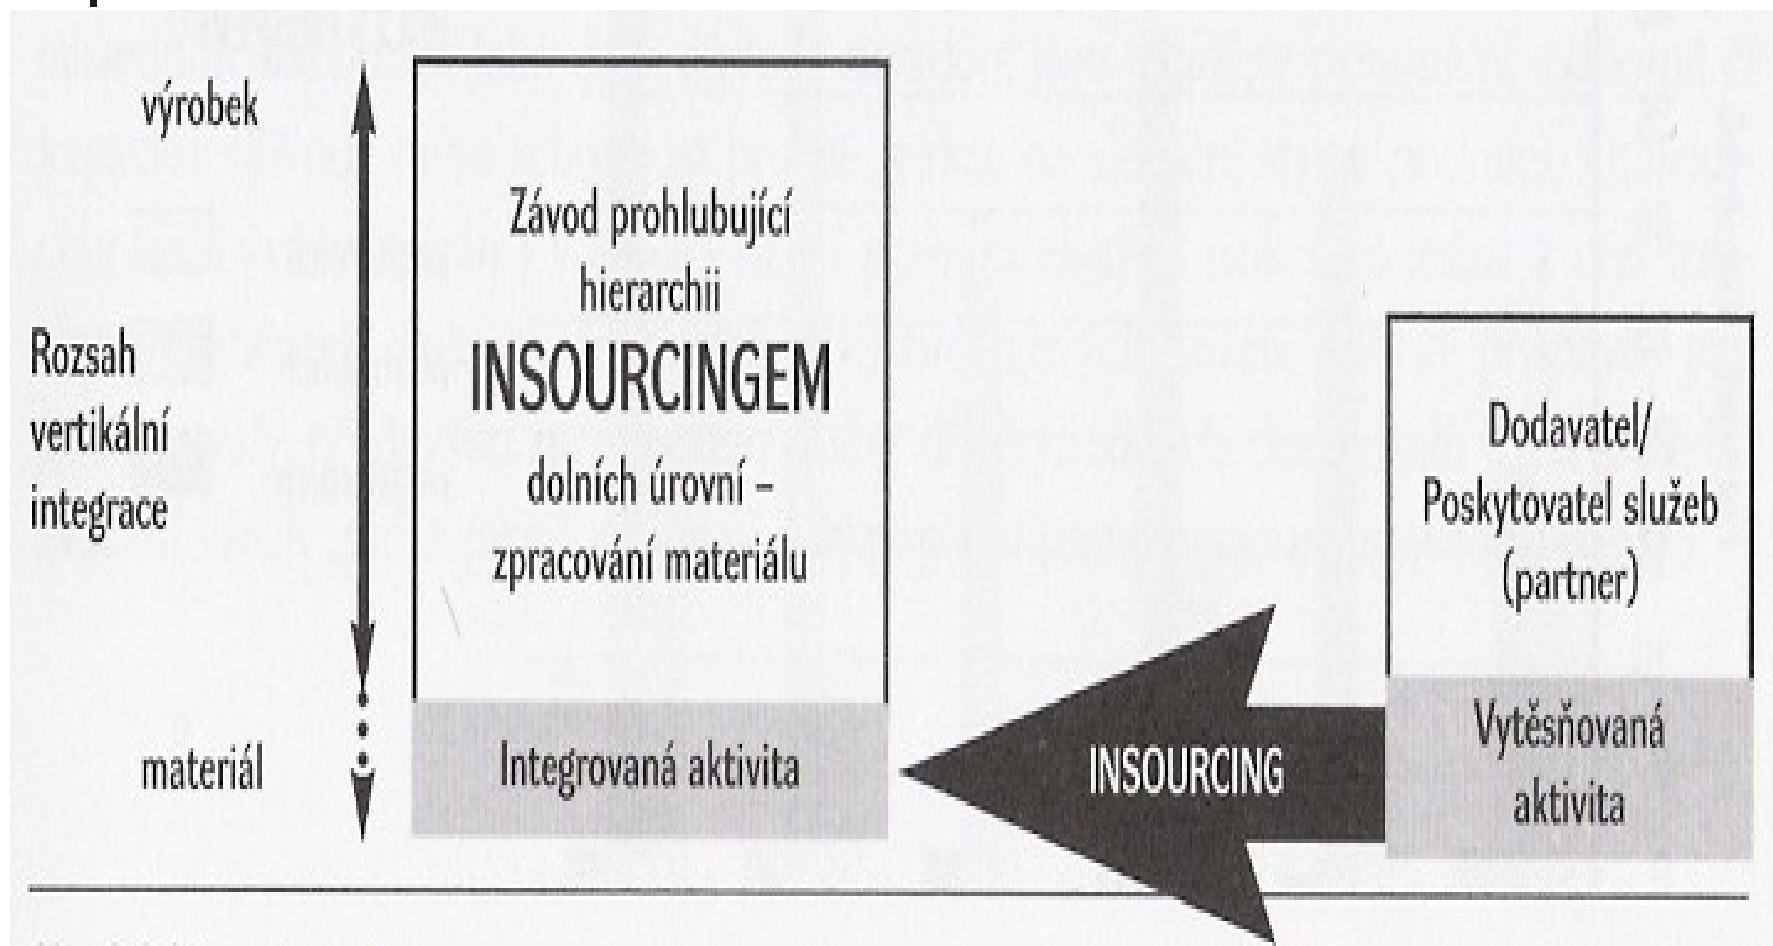 výrobek
Rozsah
vertikální
integrace
materiál
Závod prohlubující
hierarchii
INSOURCINGEM
dolních úrovní –
zpracování materiálu
Integrovaná aktivita
INSOURCING
Dodavatel/
Poskytovatel služeb
(partner)
Vytěsňovaná
aktivita